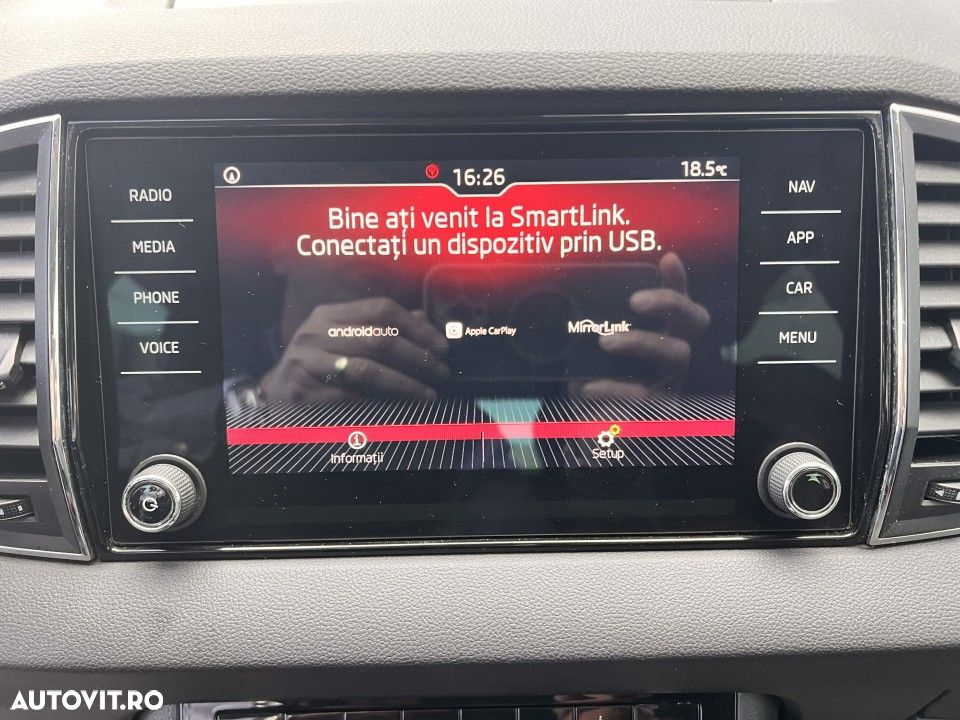 16:26
18.5°C
Bine ați venit la SmartLink.
Conectați un dispozitiv prin USB.
androidauto
Apple CarPlay
MirrorLink
Informații
Setup
RADIO
MEDIA
PHONE
VOICE
NAV
APP
CAR
MENU
AUTOVIT.RO